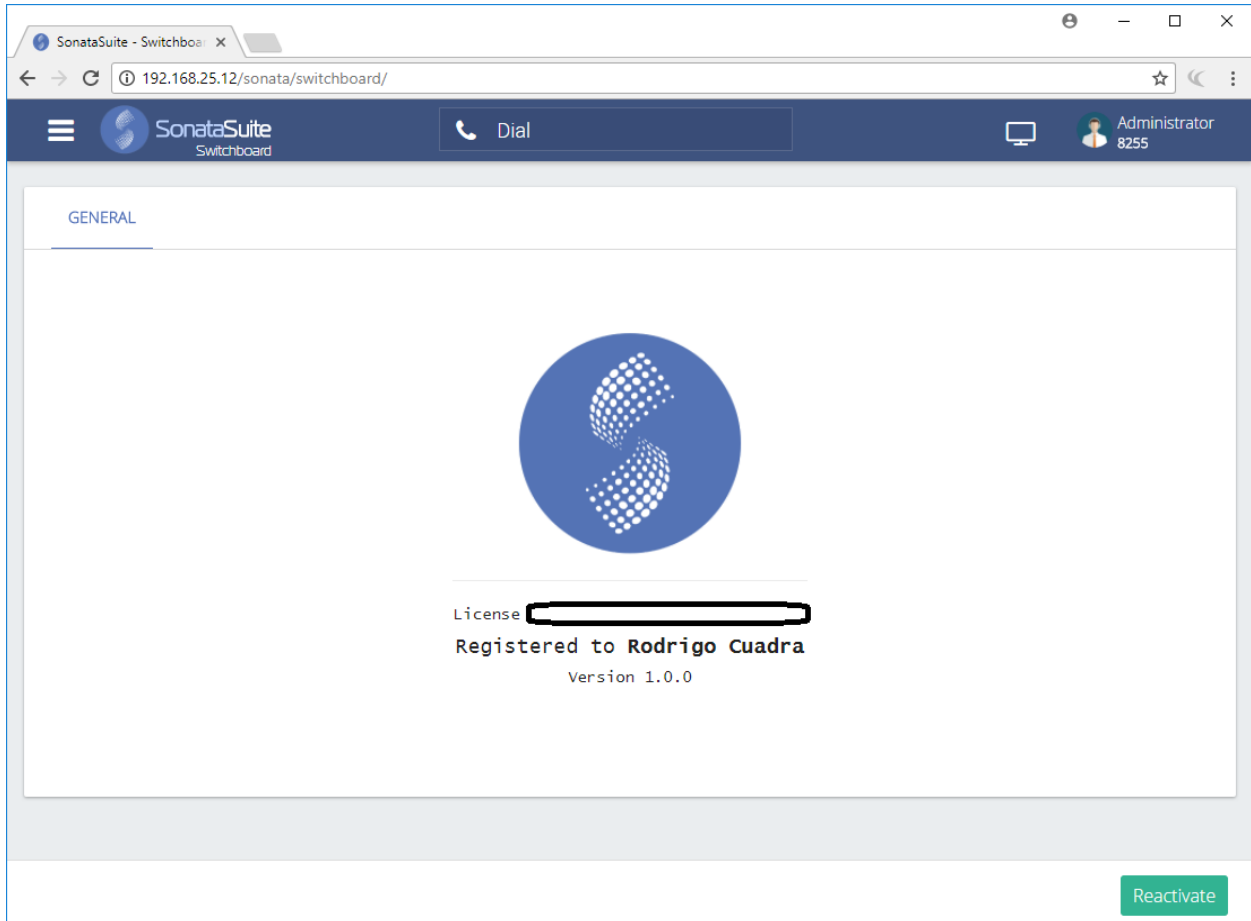 SonataSuite - Switchboar
192.168.25.12/sonata/switchboard/
SonataSuite
Switchboard
Dial
Administrator
8255
GENERAL
License
Registered to Rodrigo Cuadra
Version 1.0.0
Reactivate